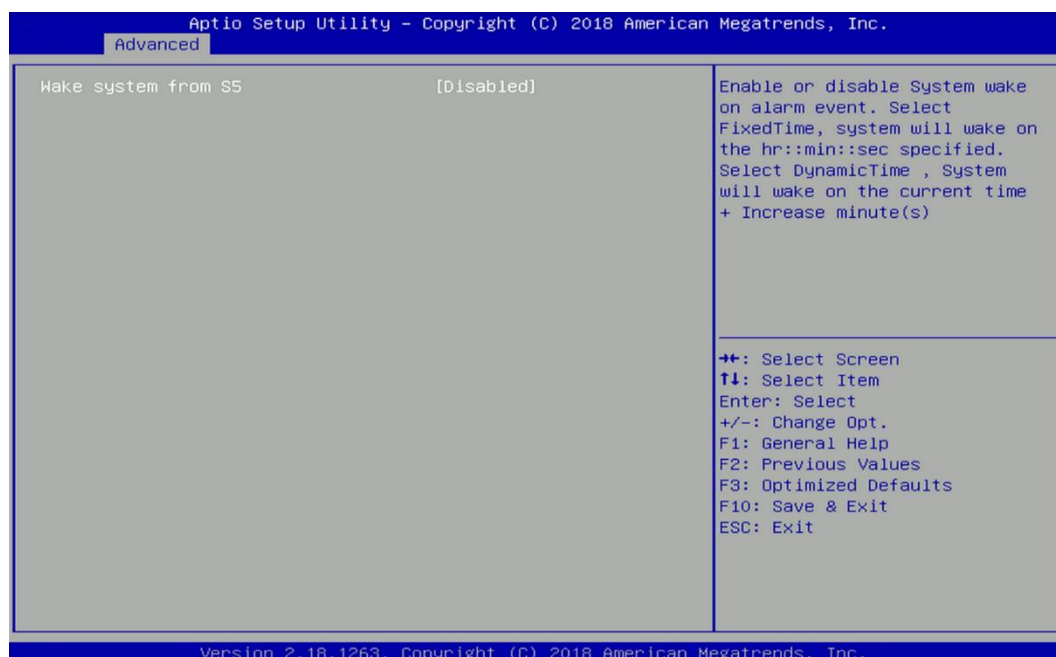 Aptio Setup Utility – Copyright (C) 2018 American Megatrends, Inc.
Advanced
Wake system from S5 [Disabled]
Enable or disable System wake
on alarm event. Select
FixedTime, system will wake on
the hr::min::sec specified.
Select DynamicTime , System
will wake on the current time
+ Increase minute(s)
→←: Select Screen
↑↓: Select Item
Enter: Select
+/-: Change Opt.
F1: General Help
F2: Previous Values
F3: Optimized Defaults
F10: Save & Exit
ESC: Exit
Version 2.18.1263. Copyright (C) 2018 American Megatrends, Inc.